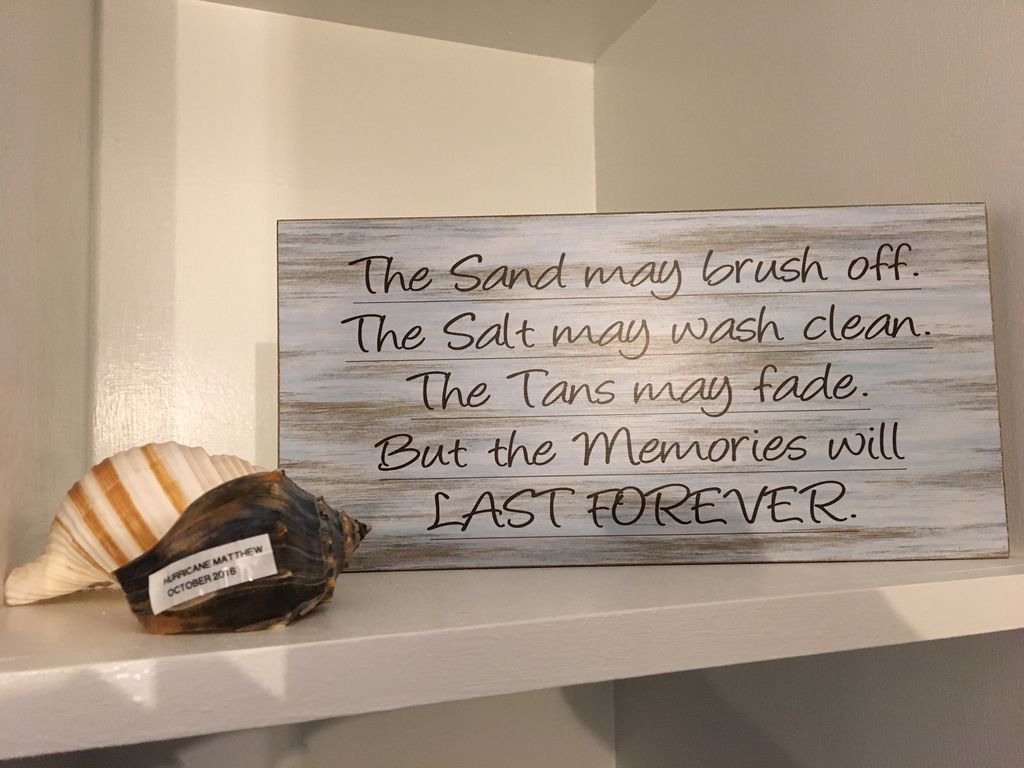 The Sand may brush off.
The Salt may wash clean.
The Tans may fade.
But the Memories will
LAST FOREVER.
HURRICANE MATTHEW
OCTOBER 2016